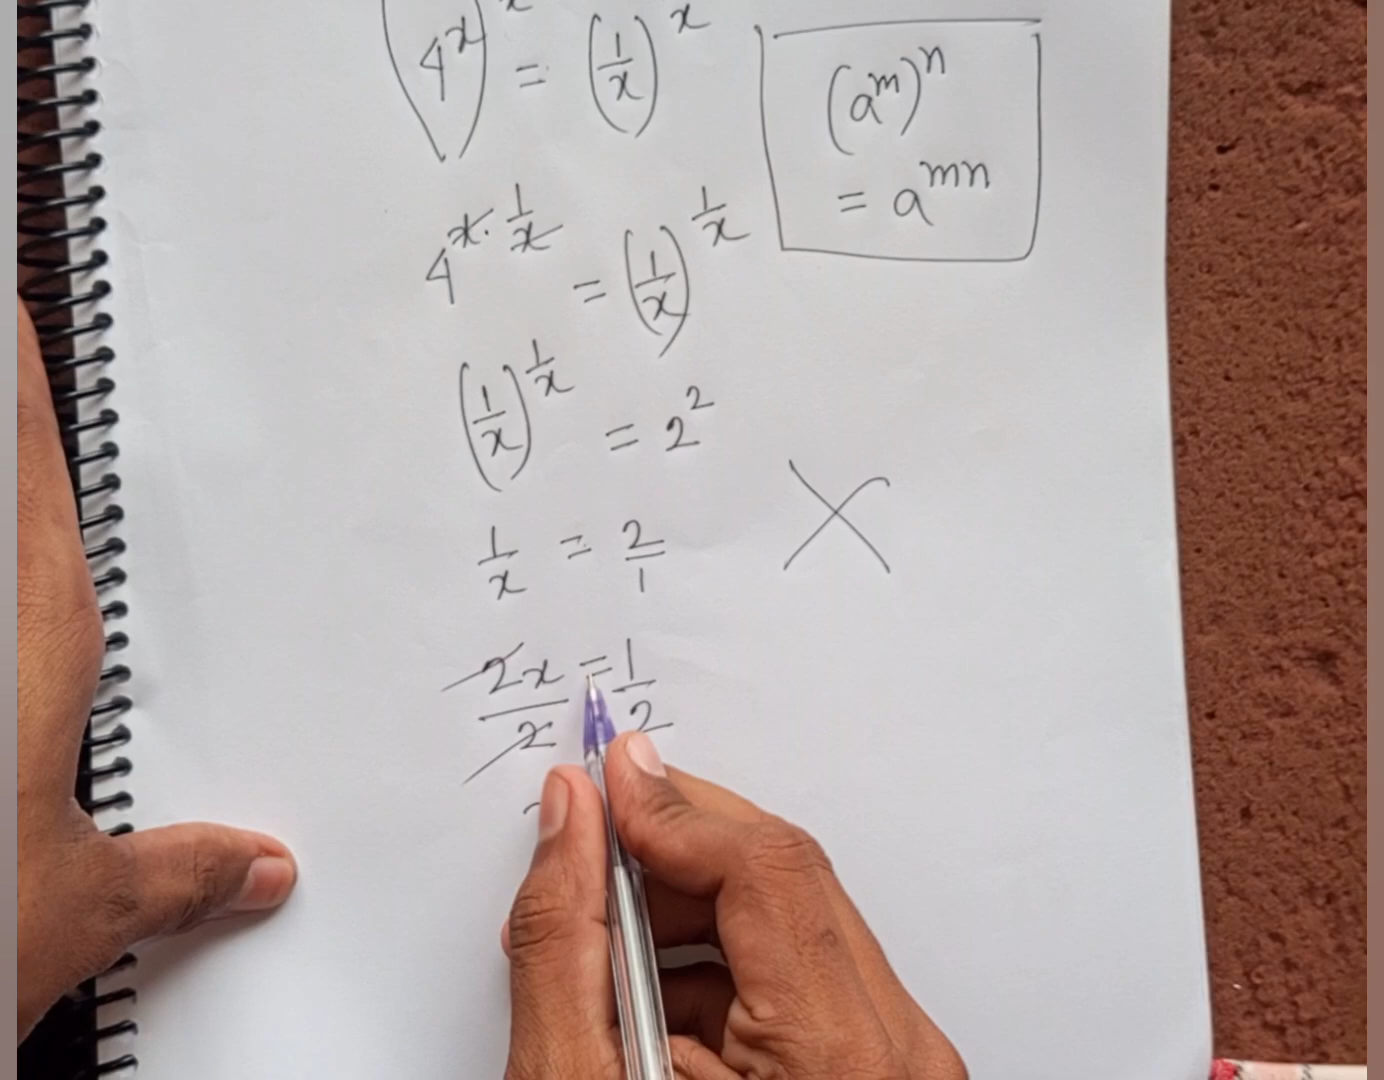 (4^x)^x = (1/x)^x
(a^m)^n
= a^mn
4^x·1/x = (1/x)^1/x
(1/x)^1/x = 2^2
1/x = 2/1
2x/2 = 1/2